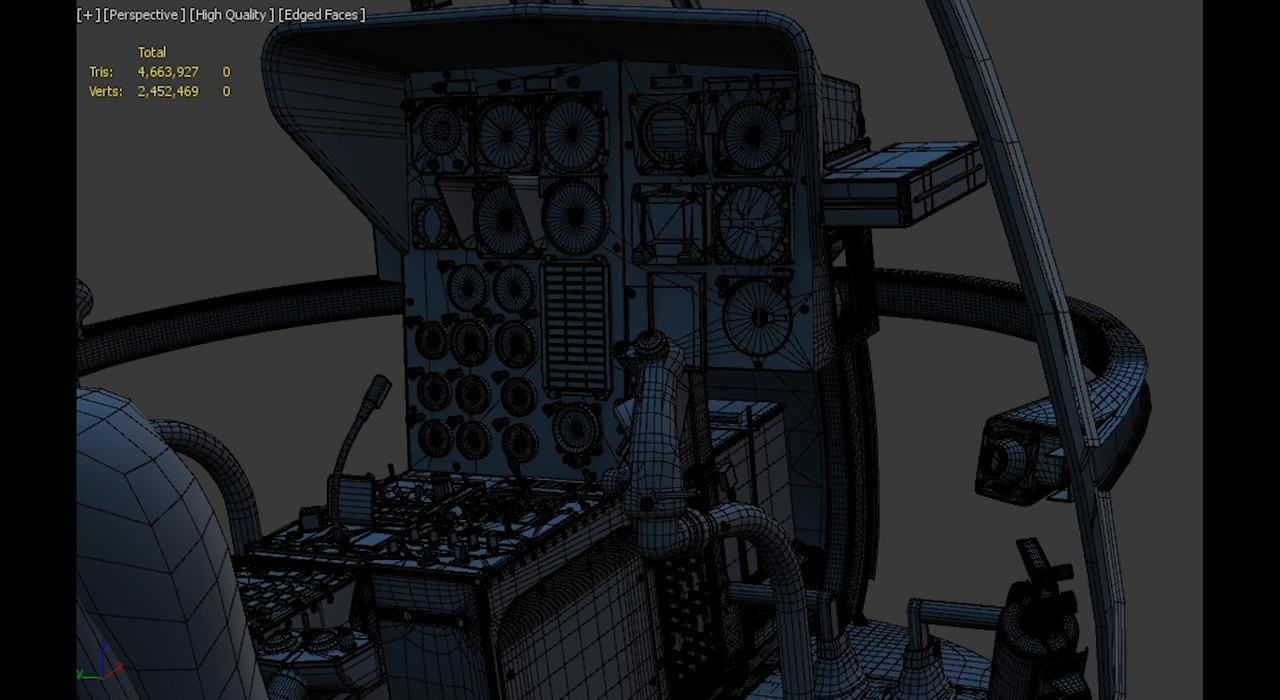 [+] [Perspective] [High Quality] [Edged Faces]
Total
Tris: 4,663,927 0
Verts: 2,452,469 0
z
y
x